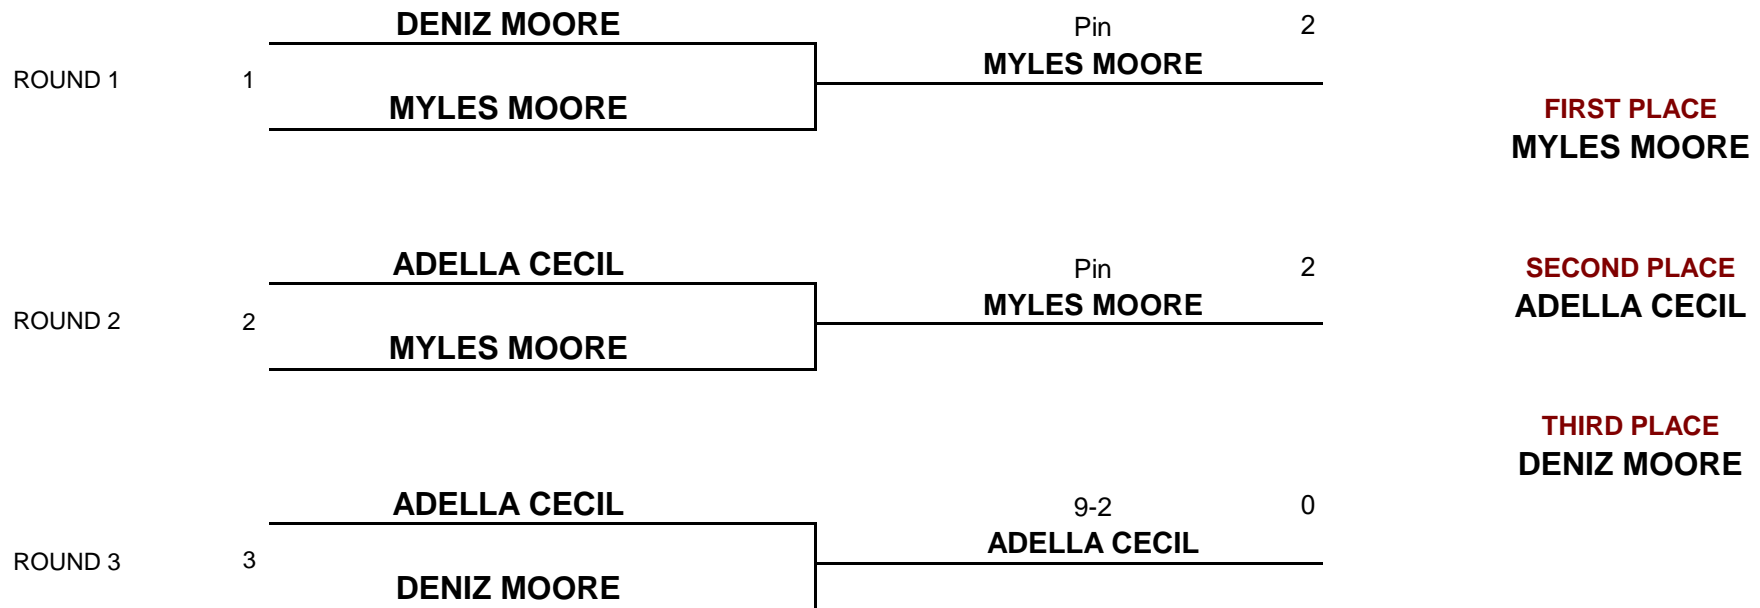 DENIZ MOORE
Pin 2
MYLES MOORE
ROUND 1 1
MYLES MOORE
FIRST PLACE
MYLES MOORE
ADELLA CECIL
Pin 2
MYLES MOORE
ROUND 2 2
MYLES MOORE
SECOND PLACE
ADELLA CECIL
THIRD PLACE
DENIZ MOORE
ADELLA CECIL
9-2 0
ADELLA CECIL
ROUND 3 3
DENIZ MOORE